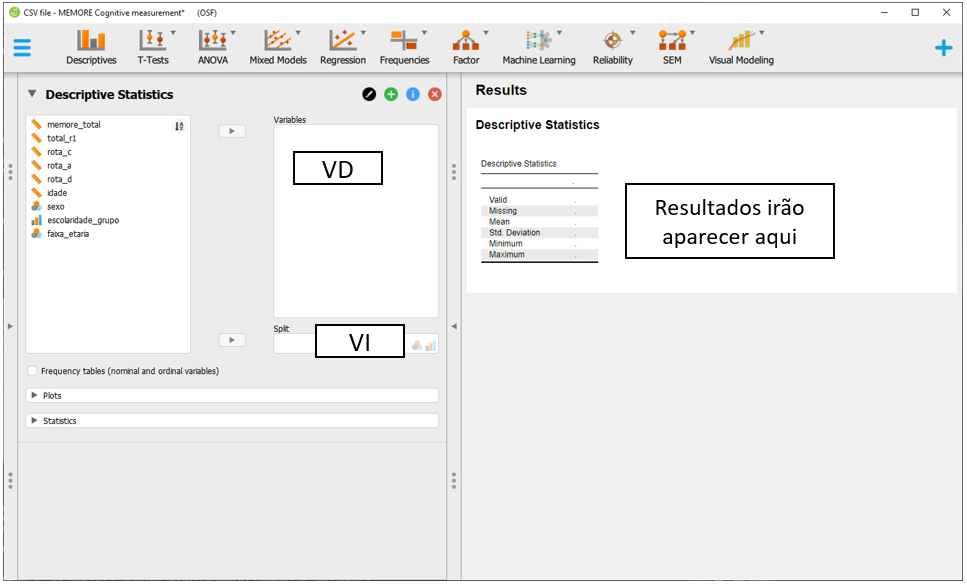 CSV file - MEMORE Cognitive measurement* (OSF)
Descriptives T-Tests ANOVA Mixed Models Regression Frequencies Factor Machine Learning Reliability SEM Visual Modeling
Descriptive Statistics
memore_total
total_r1
rota_c
rota_a
rota_d
idade
sexo
escolaridade_grupo
faixa_etaria
Variables
VD
Split
VI
Frequency tables (nominal and ordinal variables)
Plots
Statistics
Results
Descriptive Statistics
Descriptive Statistics
.
Valid .
Missing .
Mean .
Std. Deviation .
Minimum .
Maximum .
Resultados irão
aparecer aqui